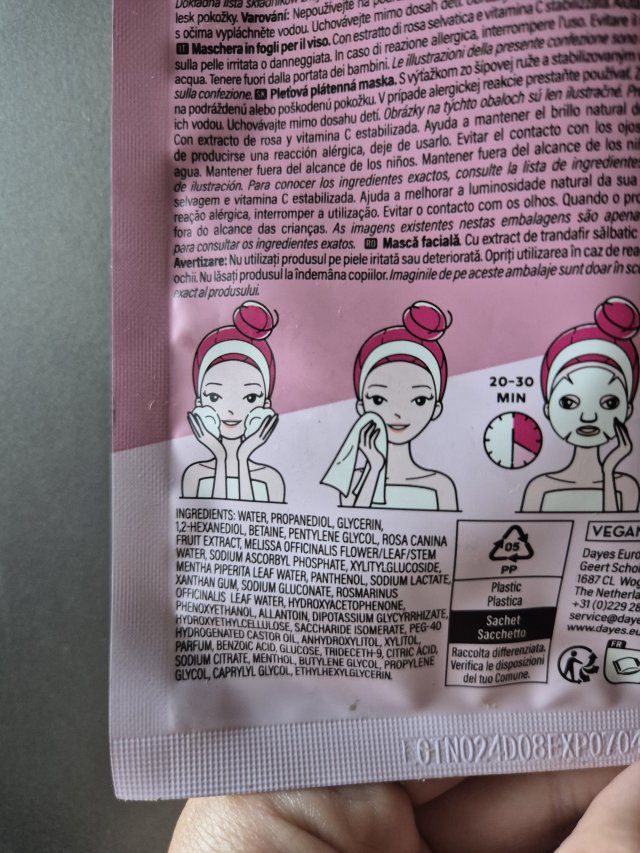 lesk pokožky. Varování: Nepoužívejte na
s očima vypláchněte vodou. Uchovávejte mimo dosah dětí.
IT Maschera in fogli per il viso. Con estratto di rosa selvatica e vitamina C stabilizzata.
sulla pelle irritata o danneggiata. In caso di reazione allergica, interrompere l'uso. Evitare
acqua. Tenere fuori dalla portata dei bambini. Le illustrazioni della presente confezione sono
sulla confezione. SK Pleťová plátenná maska. S výťažkom zo šípovej ruže a stabilizovaným
na podráždenú alebo poškodenú pokožku. V prípade alergickej reakcie prestaňte používať.
ich vodou. Uchovávajte mimo dosahu detí. Obrázky na týchto obaloch sú len ilustračné.
Con extracto de rosa y vitamina C estabilizada. Ayuda a mantener el brillo natural
de producirse una reacción alérgica, deje de usarlo. Evitar el contacto con los ojos
agua. Mantener fuera del alcance de los niños. Mantener fuera del alcance de los
de ilustración. Para conocer los ingredientes exactos, consulte la lista de ingredientes
selvagem e vitamina C estabilizada. Ajuda a melhorar a luminosidade natural da sua
reação alérgica, interromper a utilização. Evitar o contacto com os olhos. Quando o
fora do alcance das crianças. As imagens existentes nestas embalagens são apenas
para consultar os ingredientes exatos. RO Mască facială. Cu extract de trandafir sălbatic
Avertizare: Nu utilizați produsul pe piele iritată sau deteriorată. Opriți utilizarea în caz de
ochii. Nu lăsați produsul la îndemâna copiilor. Imaginile de pe aceste ambalaje sunt doar în
exact al produsului.
20-30
MIN
INGREDIENTS: WATER, PROPANEDIOL, GLYCERIN,
1,2-HEXANEDIOL, BETAINE, PENTYLENE GLYCOL, ROSA CANINA
FRUIT EXTRACT, MELISSA OFFICINALIS FLOWER/LEAF/STEM
WATER, SODIUM ASCORBYL PHOSPHATE, XYLITYLGLUCOSIDE,
MENTHA PIPERITA LEAF WATER, PANTHENOL, SODIUM LACTATE,
XANTHAN GUM, SODIUM GLUCONATE, ROSMARINUS
OFFICINALIS LEAF WATER, HYDROXYACETOPHENONE,
PHENOXYETHANOL, ALLANTOIN, DIPOTASSIUM GLYCYRRHIZATE,
HYDROXYETHYLCELLULOSE, SACCHARIDE ISOMERATE, PEG-40
HYDROGENATED CASTOR OIL, ANHYDROXYLITOL, XYLITOL,
PARFUM, BENZOIC ACID, GLUCOSE, TRIDECETH-9, CITRIC ACID,
SODIUM CITRATE, MENTHOL, BUTYLENE GLYCOL, PROPYLENE
GLYCOL, CAPRYLYL GLYCOL, ETHYLHEXYLGLYCERIN.
05
PP
Plastic
Plastica
Sachet
Sacchetto
Raccolta differenziata.
Verifica le disposizioni
del tuo Comune.
VEGAN
Dayes Euro
Geert Schol
1687 CL Wo
The Netherla
+31 (0)229 28
service@daye
www.dayes.eu
FR
LOTN024D08EXP0704